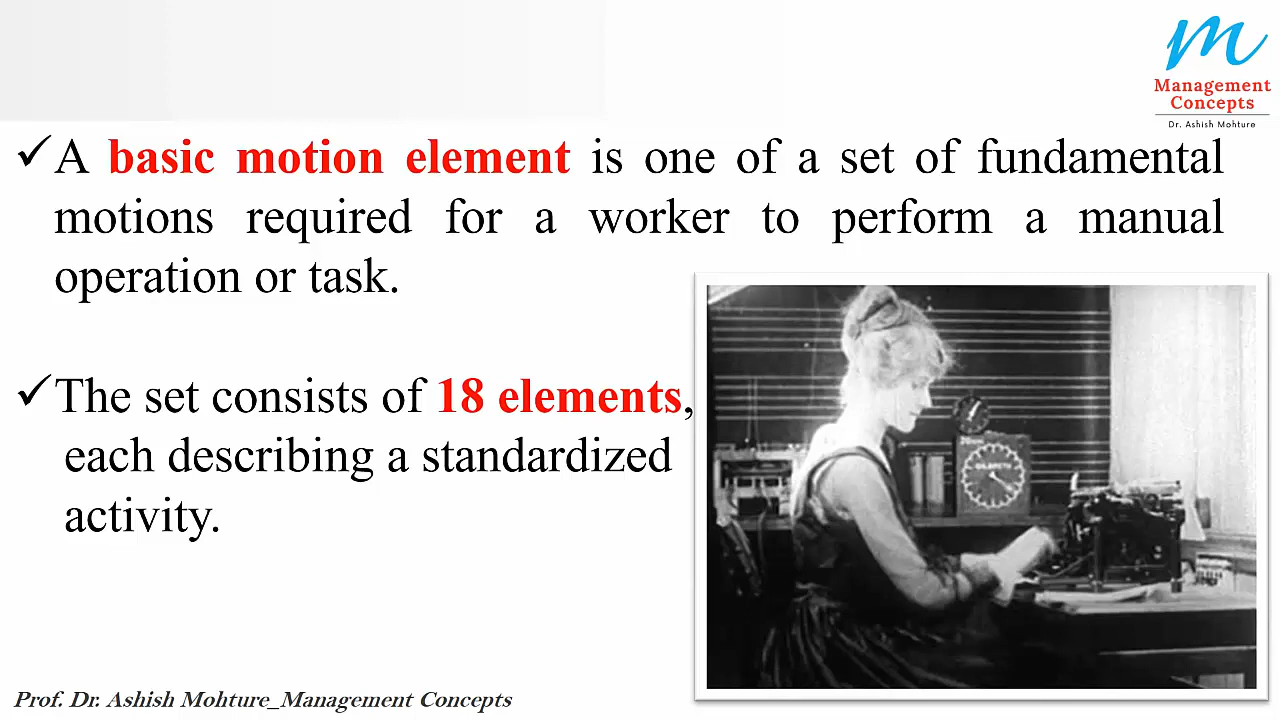 m
Management
Concepts
Dr. Ashish Mohture
✓A basic motion element is one of a set of fundamental
motions required for a worker to perform a manual
operation or task.
✓The set consists of 18 elements,
each describing a standardized
activity.
GILBRETH
Prof. Dr. Ashish Mohture_Management Concepts